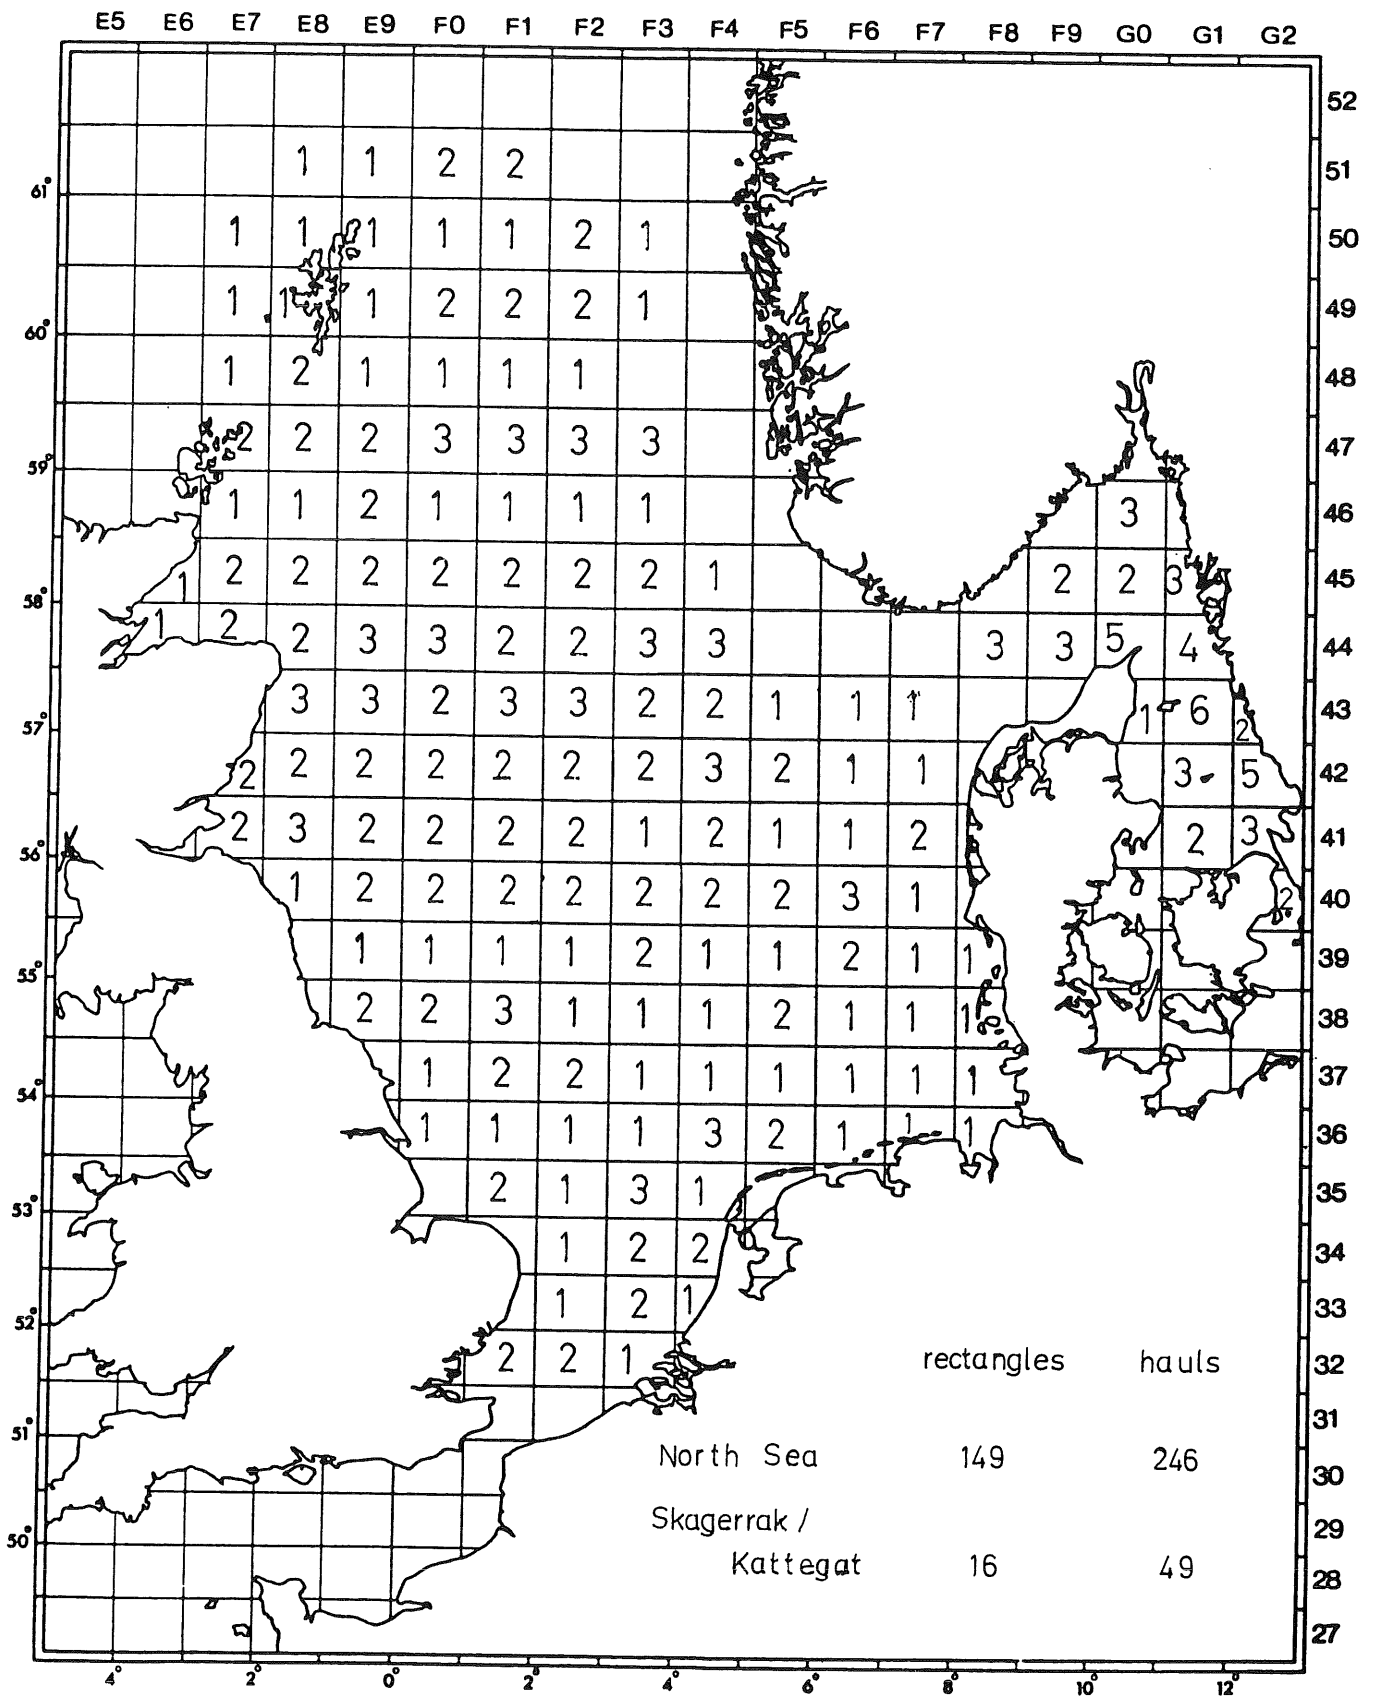 E5 E6 E7 E8 E9 F0 F1 F2 F3 F4 F5 F6 F7 F8 F9 G0 G1 G2
52
1 1 2 2 51
61°
1 1 1 1 1 2 1 50
1 1 1 2 2 2 1 49
60°
1 2 1 1 1 1 48
2 2 2 3 3 3 3 47
59°
1 1 2 1 1 1 1 3 46
1 2 2 2 2 2 2 2 1 2 2 3 45
58°
1 2 2 3 3 2 2 3 3 3 3 5 4 44
3 3 2 3 3 2 2 1 1 1 1 6 2 43
57°
2 2 2 2 2 2 2 3 2 1 1 3 5 42
2 3 2 2 2 2 1 2 1 1 2 2 3 41
56°
1 2 2 2 2 2 2 2 3 1 2 40
1 1 1 1 2 1 1 2 1 1 39
55°
2 2 3 1 1 1 2 1 1 1 38
1 2 2 1 1 1 1 1 1 37
54°
1 1 1 1 3 2 1 1 1 36
2 1 3 1 35
53°
1 2 2 34
1 2 1 33
52°
2 2 1 rectangles hauls 32
31
51°
North Sea 149 246 30
Skagerrak / 29
50°
Kattegat 16 49 28
27
4° 2° 0° 2° 4° 6° 8° 10° 12°